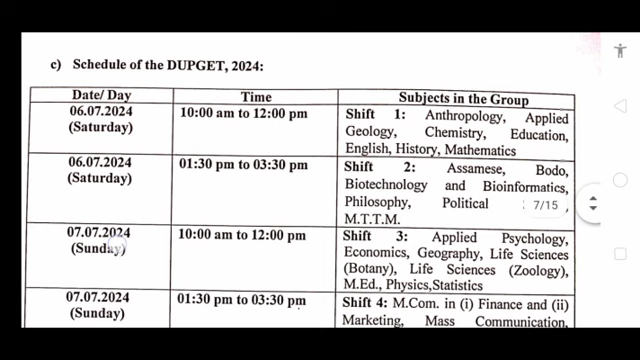 c) Schedule of the DUPGET, 2024:
Date/ Day Time Subjects in the Group
06.07.2024 10:00 am to 12:00 pm Shift 1: Anthropology, Applied
(Saturday) Geology, Chemistry, Education,
English, History, Mathematics
06.07.2024 01:30 pm to 03:30 pm Shift 2: Assamese, Bodo,
(Saturday) Biotechnology and Bioinformatics,
Philosophy, Political 7/15 ,
M.T.T.M.
07.07.2024 10:00 am to 12:00 pm Shift 3: Applied Psychology,
(Sunday) Economics, Geography, Life Sciences
(Botany), Life Sciences (Zoology),
M.Ed., Physics,Statistics
07.07.2024 01:30 pm to 03:30 pm Shift 4: M.Com. in (i) Finance and (ii)
(Sunday) Marketing, Mass Communication,